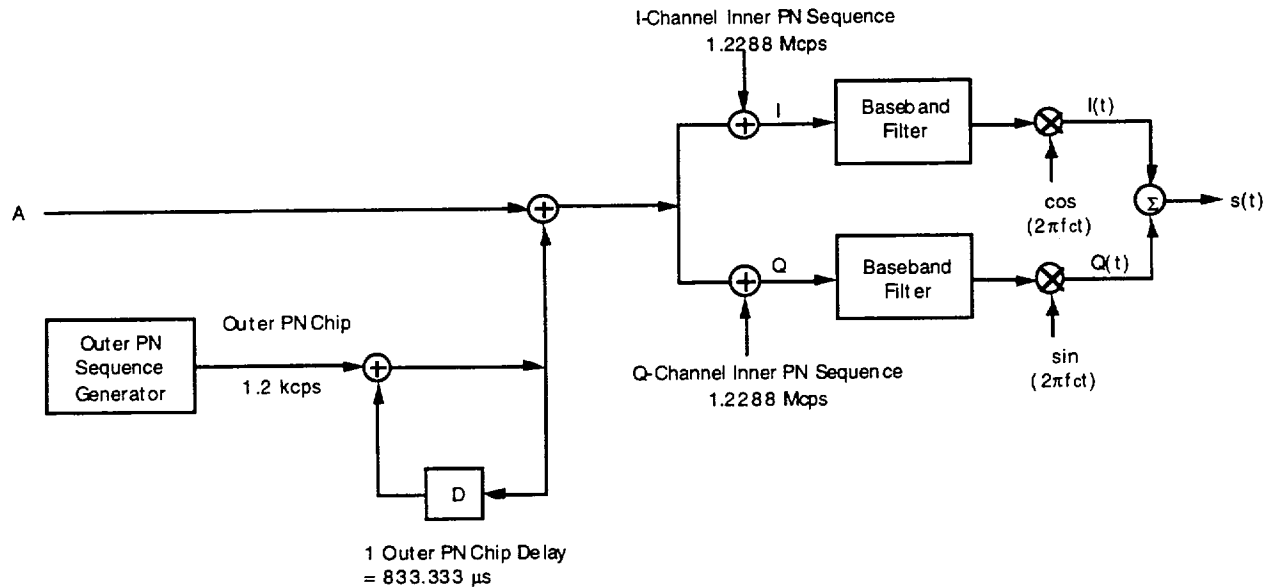 I-Channel Inner PN Sequence
1.2288 Mcps
I
Baseband
Filter
I(t)
cos
(2πfct)
A
Σ
s(t)
Q
Baseband
Filter
Q(t)
sin
(2πfct)
Q-Channel Inner PN Sequence
1.2288 Mcps
Outer PN
Sequence
Generator
Outer PN Chip
1.2 kcps
D
1 Outer PN Chip Delay
= 833.333 µs